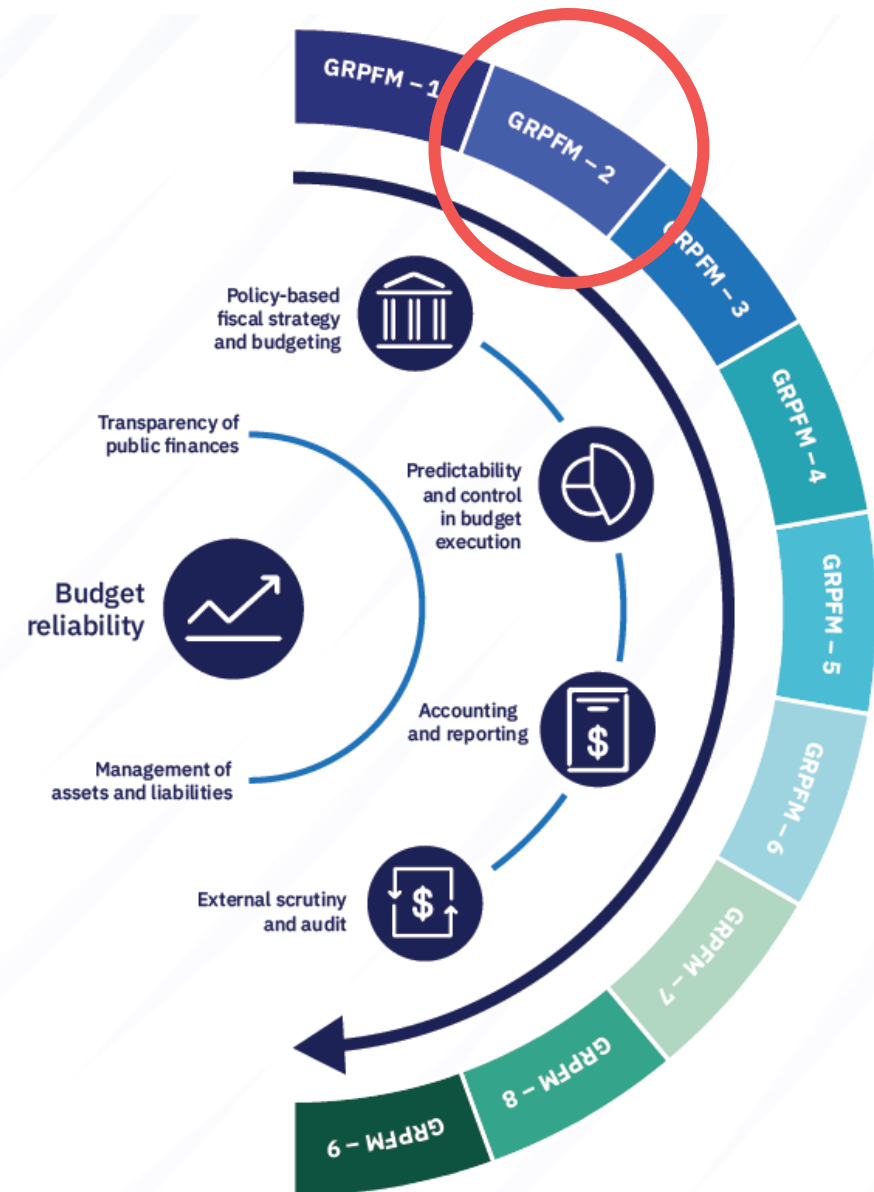 GRPFM – 1
GRPFM – 2
GRPFM – 3
GRPFM – 4
GRPFM – 5
GRPFM – 6
GRPFM – 7
GRPFM – 8
GRPFM – 9
Policy-based
fiscal strategy
and budgeting
Transparency of
public finances
Predictability
and control
in budget
execution
Budget
reliability
Accounting
and reporting
$
Management of
assets and liabilities
External scrutiny
and audit
$